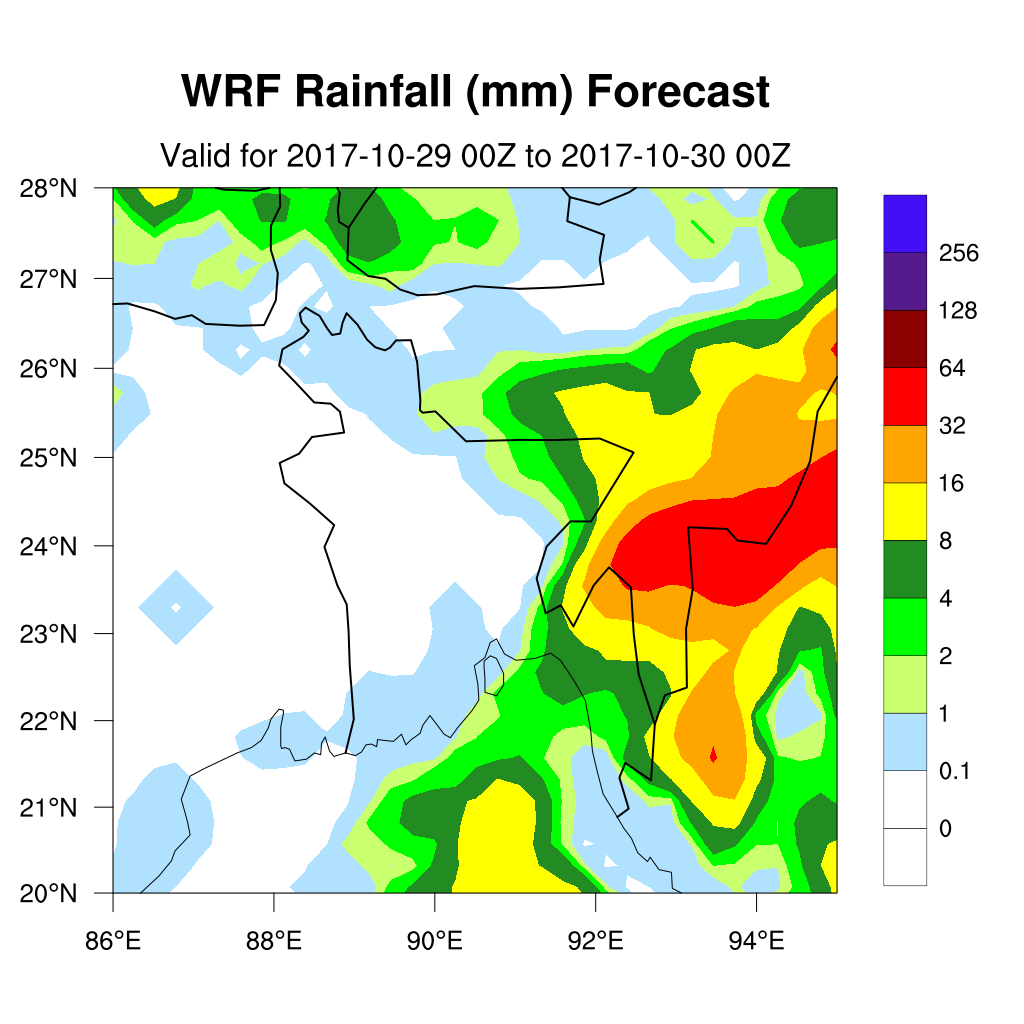 WRF Rainfall (mm) Forecast
Valid for 2017-10-29 00Z to 2017-10-30 00Z
28°N
27°N
26°N
25°N
24°N
23°N
22°N
21°N
20°N
86°E 88°E 90°E 92°E 94°E
256
128
64
32
16
8
4
2
1
0.1
0